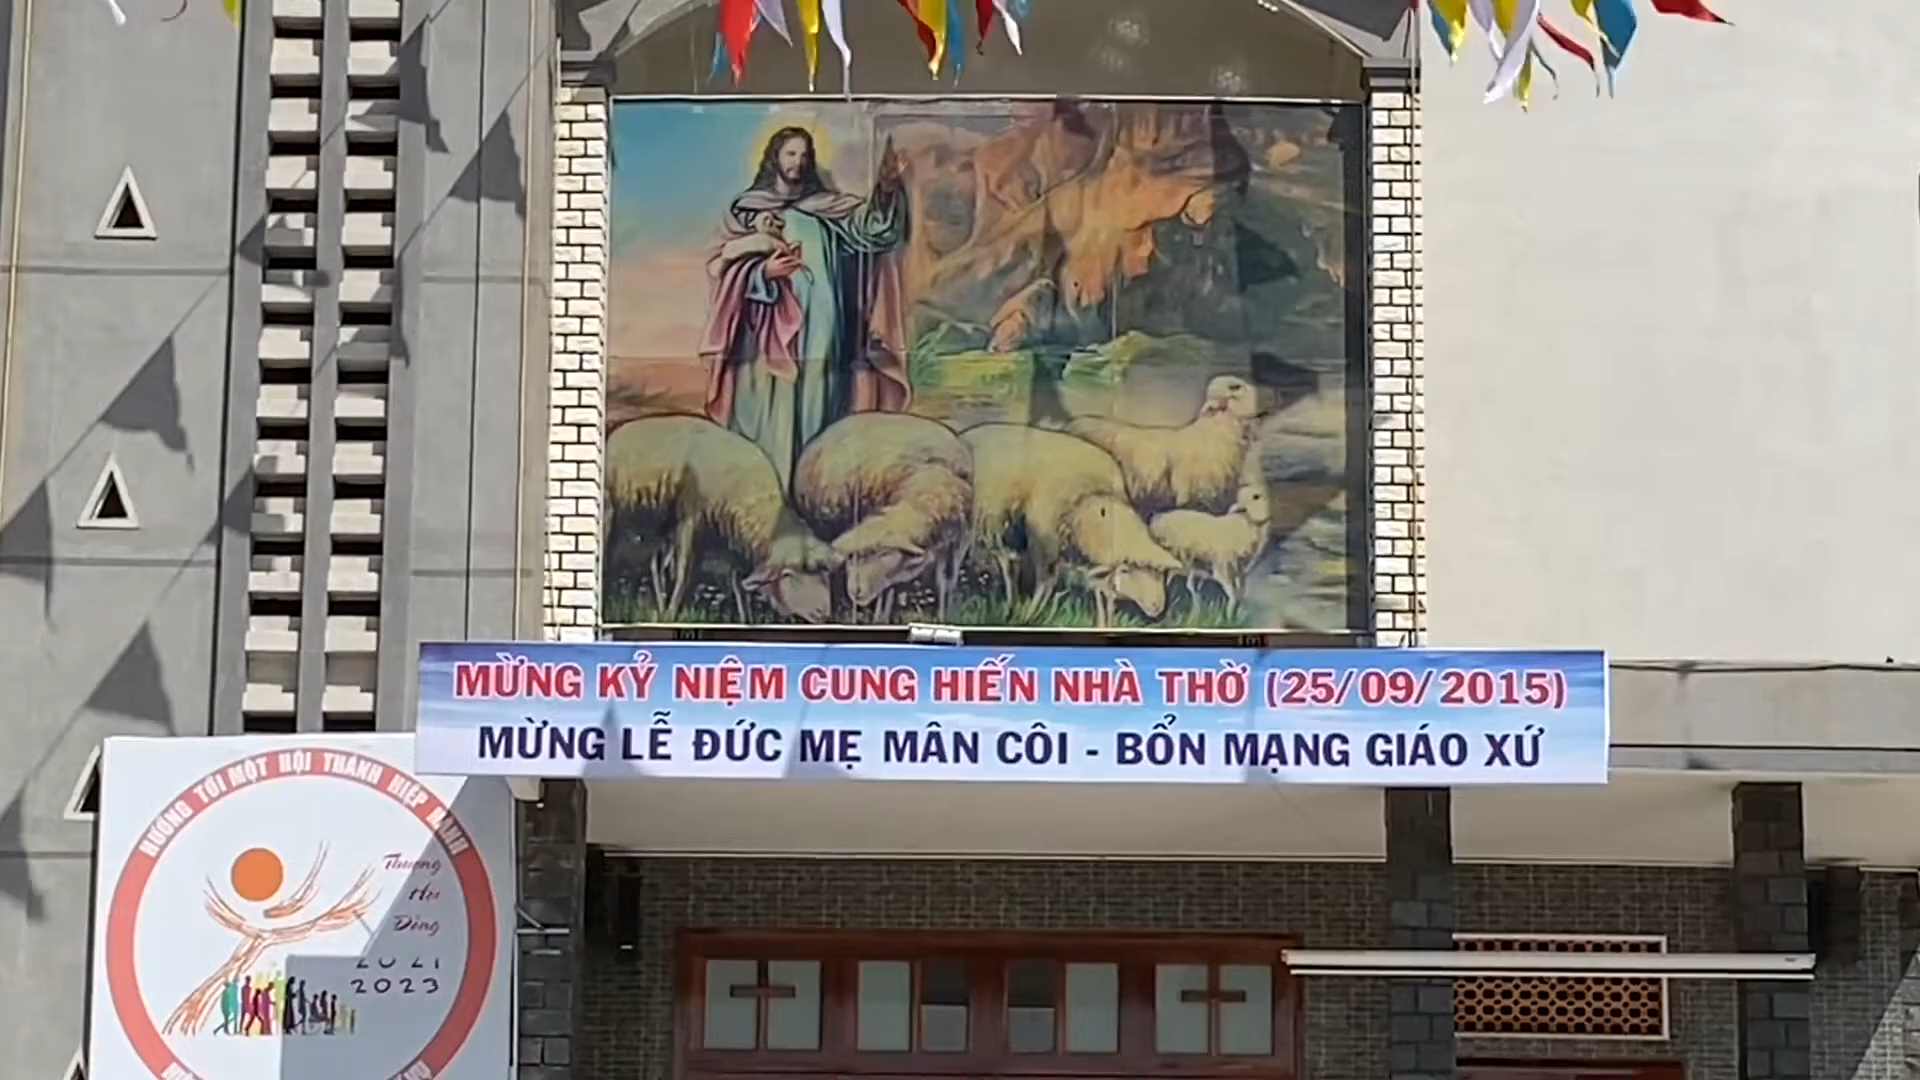 MỪNG KỶ NIỆM CUNG HIẾN NHÀ THỜ (25/09/2015)
MỪNG LỄ ĐỨC MẸ MÂN CÔI - BỔN MẠNG GIÁO XỨ
HƯỚNG TỚI MỘT HỘI THÁNH HIỆP HÀNH
Thượng
Hội
Đồng
2021
2023